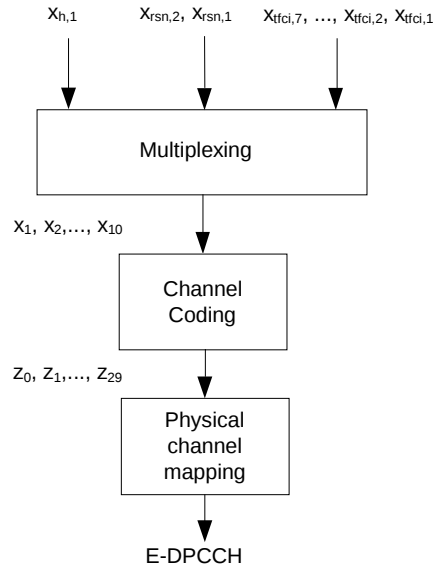 x_h,1 x_rsn,2, x_rsn,1 x_tfci,7, ..., x_tfci,2, x_tfci,1
Multiplexing
x_1, x_2,..., x_10
Channel
Coding
z_0, z_1,..., z_29
Physical
channel
mapping
E-DPCCH